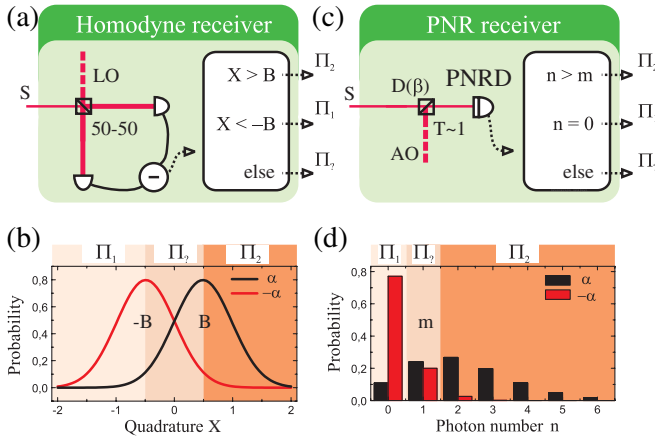 (a)
Homodyne receiver
LO
S
50-50
−
X > B
X < –B
else
Π2
Π1
Π?
(c)
PNR receiver
S
D(β)
PNRD
T~1
AO
n > m
n = 0
else
Π
Π
Π
(b)
Π1
Π?
Π2
α
-α
-B
B
Probability
0,8
0,6
0,4
0,2
0,0
-2
-1
0
1
2
Quadrature X
(d)
Π1
Π?
Π2
α
-α
m
Probability
0,8
0,6
0,4
0,2
0,0
0
1
2
3
4
5
6
Photon number n